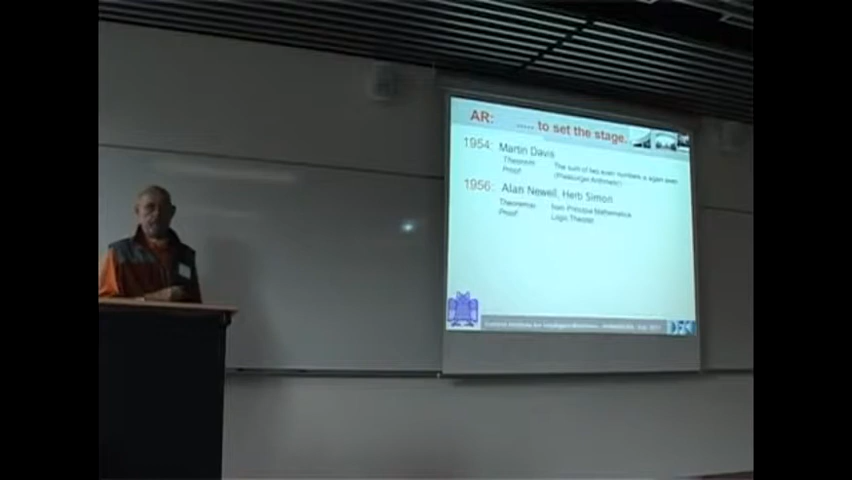 AR: ..... to set the stage.
1954: Martin Davis
Theorem: The sum of two even numbers is again even
Proof: (Presburger Arithmetic)
1956: Alan Newell, Herb Simon
Theorems: from Principia Mathematica
Proof: Logic Theorist
DFKI